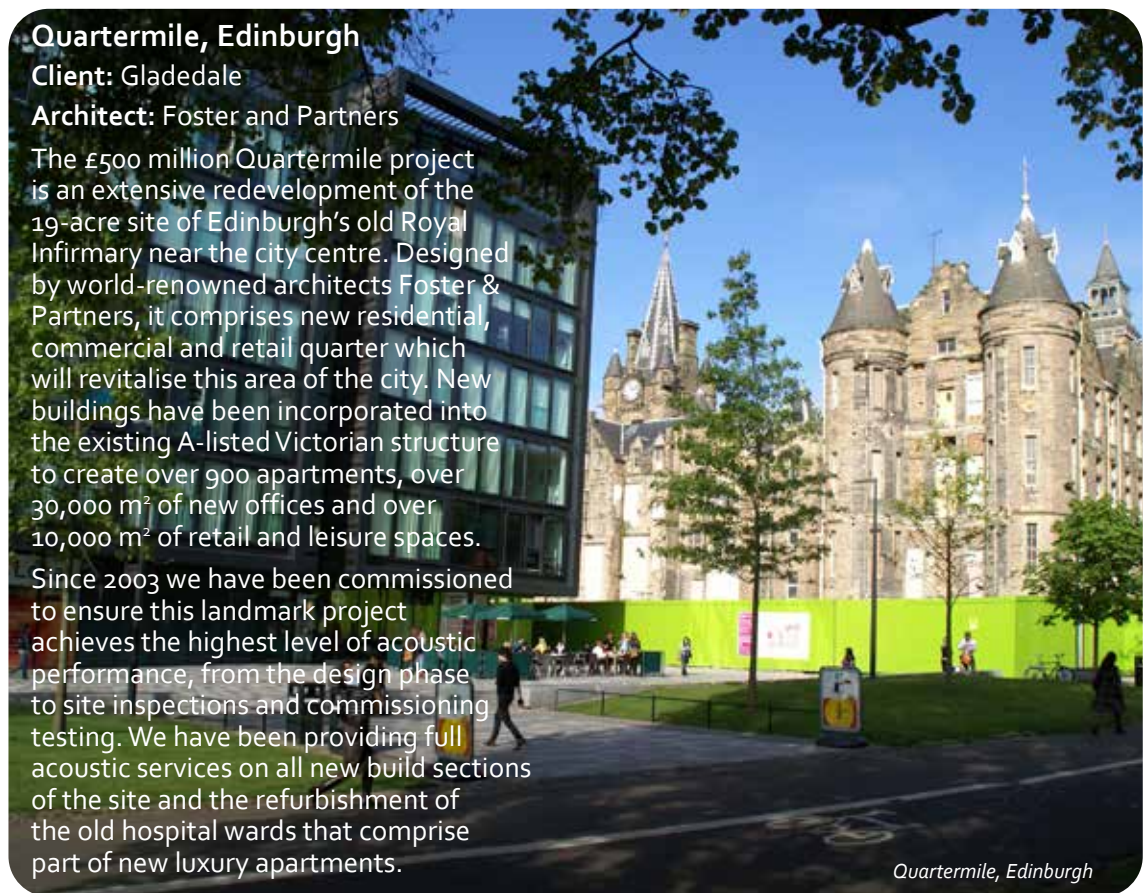 Quartermile, Edinburgh
Client: Gladedale
Architect: Foster and Partners
The £500 million Quartermile project
is an extensive redevelopment of the
19-acre site of Edinburgh's old Royal
Infirmary near the city centre. Designed
by world-renowned architects Foster &
Partners, it comprises new residential,
commercial and retail quarter which
will revitalise this area of the city. New
buildings have been incorporated into
the existing A-listed Victorian structure
to create over 900 apartments, over
30,000 m² of new offices and over
10,000 m² of retail and leisure spaces.
Since 2003 we have been commissioned
to ensure this landmark project
achieves the highest level of acoustic
performance, from the design phase
to site inspections and commissioning
testing. We have been providing full
acoustic services on all new build sections
of the site and the refurbishment of
the old hospital wards that comprise
part of new luxury apartments.
Quartermile, Edinburgh